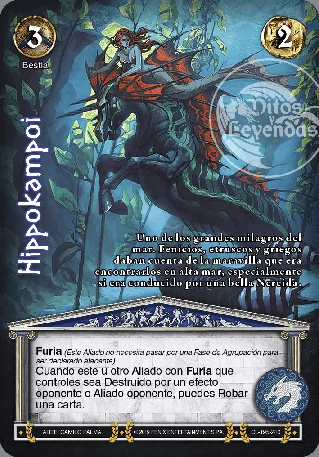 3
2
Bestia
Mitos y
Leyendas
Hippokampoi
Uno de los grandes milagros del
mar. Fenicios, etruscos y griegos
daban cuenta de la maravilla que era
encontrarlos en alta mar, especialmente
si era conducido por una bella Nereida.
Furia (Este Aliado no necesita pasar por una Fase de Agrupación para
ser declarado atacante)
Cuando este u otro Aliado con Furia que
controles sea Destruido por un efecto
oponente o Aliado oponente, puedes Robar
una carta.